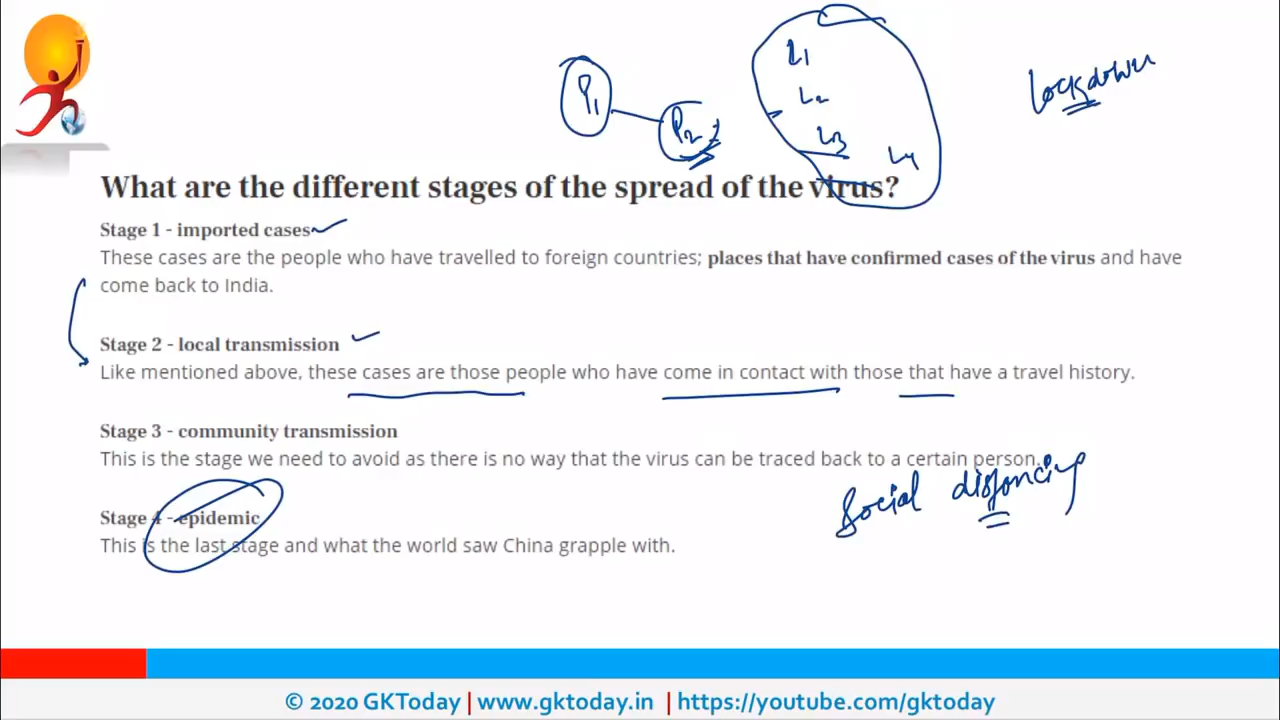 L1
P1
L2
lockdown
P2
L3
L4
What are the different stages of the spread of the virus?
Stage 1 - imported cases
These cases are the people who have travelled to foreign countries; places that have confirmed cases of the virus and have
come back to India.
Stage 2 - local transmission
Like mentioned above, these cases are those people who have come in contact with those that have a travel history.
Stage 3 - community transmission
This is the stage we need to avoid as there is no way that the virus can be traced back to a certain person.
Social distancing
Stage 4 - epidemic
This is the last stage and what the world saw China grapple with.
© 2020 GKToday | www.gktoday.in | https://youtube.com/gktoday